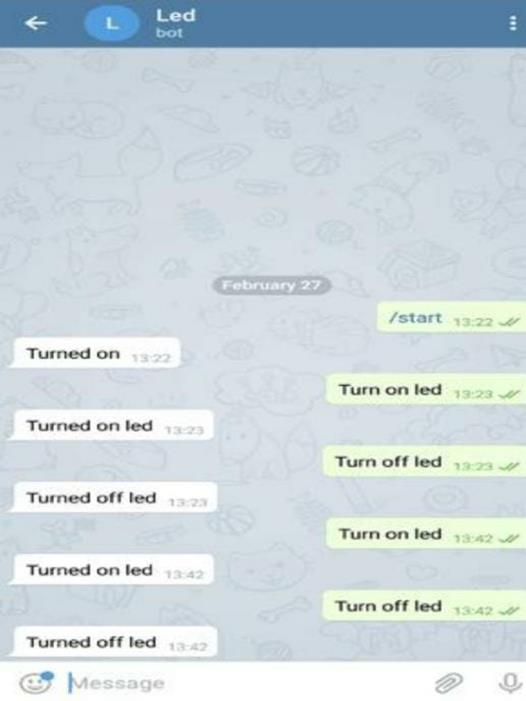 L
Led
bot
February 27
/start 13:22
Turned on 13:22
Turn on led 13:23
Turned on led 13:23
Turn off led 13:23
Turned off led 13:23
Turn on led 13:42
Turned on led 13:42
Turn off led 13:42
Turned off led 13:42
Message